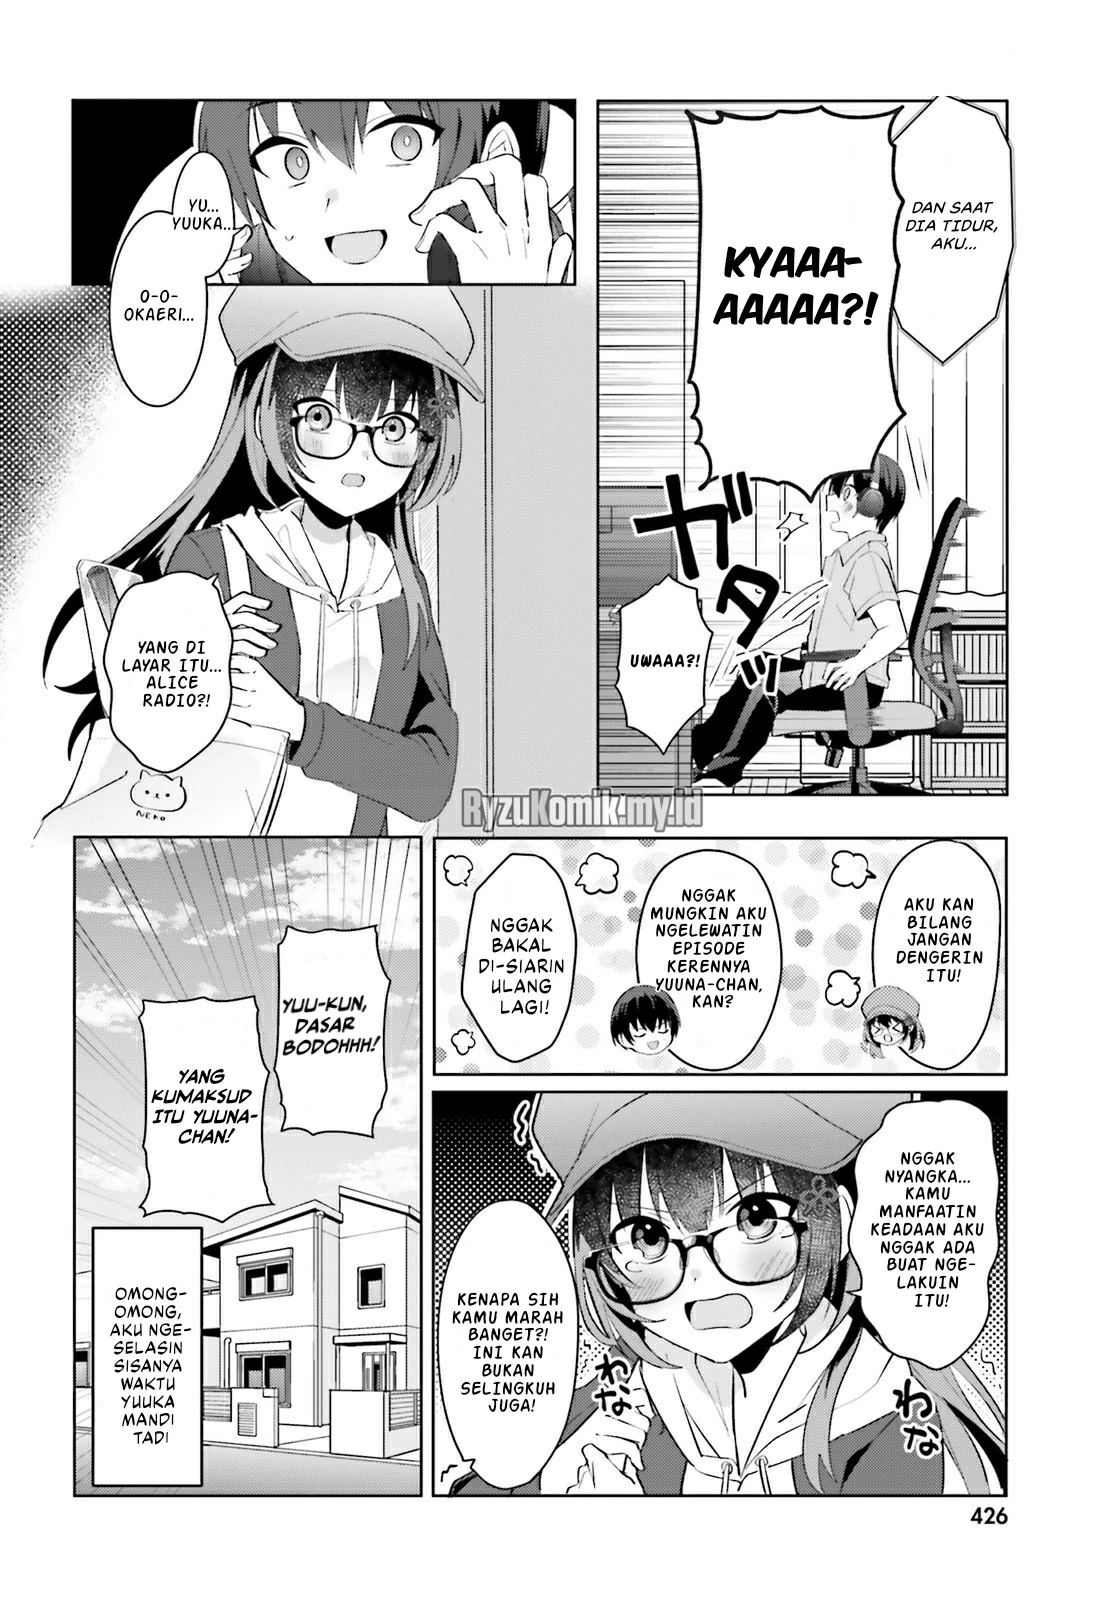 DAN SAAT
DIA TIDUR,
AKU...
KYAAA-
AAAAA?!
ガタッ
UWAAA?!
YU...
YUUKA...
O-O-
OKAERI...
YANG DI
LAYAR ITU...
ALICE
RADIO?!
NEKO
RyzuKomik.my.id
AKU KAN
BILANG
JANGAN
DENGERIN
ITU!
NGGAK
MUNGKIN AKU
NGELEWATIN
EPISODE
KERENNYA
YUUNA-CHAN,
KAN?
NGGAK
BAKAL
DI-SIARIN
ULANG
LAGI!
NGGAK
NYANGKA...
KAMU
MANFAATIN
KEADAAN AKU
NGGAK ADA
BUAT NGE-
LAKUIN
ITU!
わな
わな
KENAPA SIH
KAMU MARAH
BANGET?!
INI KAN
BUKAN
SELINGKUH
JUGA!
YUU-KUN,
DASAR
BODOHHH!
YANG
KUMAKSUD
ITU YUUNA-
CHAN!
OMONG-
OMONG,
AKU NGE-
SELASIN
SISANYA
WAKTU
YUUKA
MANDI
TADI
426